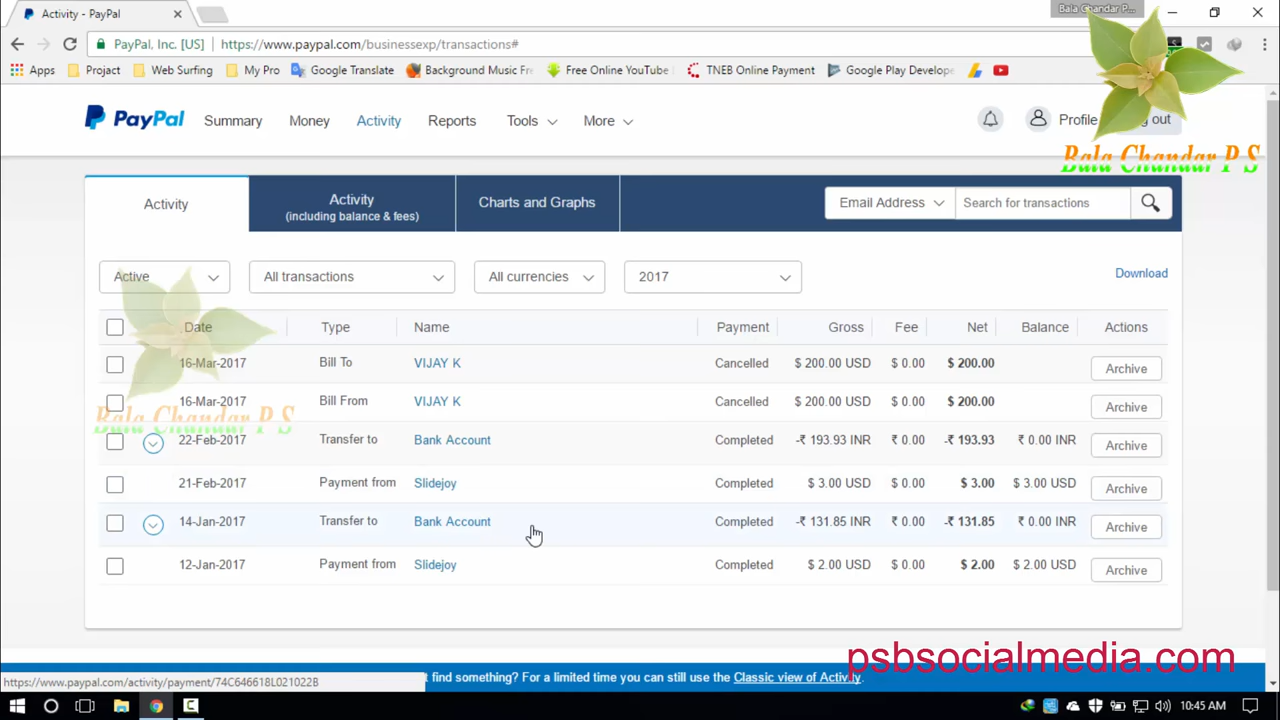 Activity - PayPal
Bala Chandar P...
PayPal, Inc. [US]
https://www.paypal.com/businessexp/transactions#
Apps Project Web Surfing My Pro Google Translate Background Music Fr Free Online YouTube TNEB Online Payment Google Play Develope
PayPal Summary Money Activity Reports Tools More Profile g out
Bala Chandar P S
Activity
Activity
(including balance & fees)
Charts and Graphs
Email Address
Search for transactions
Active All transactions All currencies 2017 Download
Date Type Name Payment Gross Fee Net Balance Actions
16-Mar-2017 Bill To VIJAY K Cancelled $ 200.00 USD $ 0.00 $ 200.00 Archive
16-Mar-2017 Bill From VIJAY K Cancelled $ 200.00 USD $ 0.00 $ 200.00 Archive
Bala Chandar P S
22-Feb-2017 Transfer to Bank Account Completed -₹ 193.93 INR ₹ 0.00 -₹ 193.93 ₹ 0.00 INR Archive
21-Feb-2017 Payment from Slidejoy Completed $ 3.00 USD $ 0.00 $ 3.00 $ 3.00 USD Archive
14-Jan-2017 Transfer to Bank Account Completed -₹ 131.85 INR ₹ 0.00 -₹ 131.85 ₹ 0.00 INR Archive
12-Jan-2017 Payment from Slidejoy Completed $ 2.00 USD $ 0.00 $ 2.00 $ 2.00 USD Archive
psbsocialmedia.com
t find something? For a limited time you can still use the Classic view of Activity.
https://www.paypal.com/activity/payment/74C646618L021022B
10:45 AM